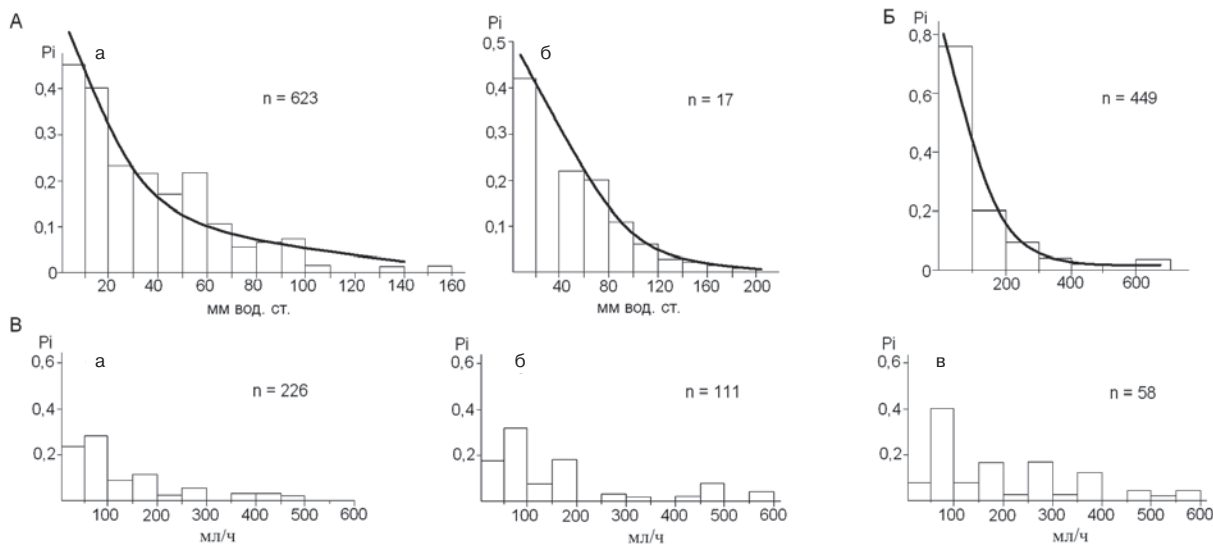 А
Pi
а
0,4
0,3
0,2
0,1
0
n = 623
20 40 60 80 100 120 140 160
мм вод. ст.
Pi
б
0,5
0,4
0,3
0,2
0,1
0
n = 17
40 80 120 160 200
мм вод. ст.
Б
Pi
0,8
0,6
0,4
0,2
0
n = 449
200 400 600
В
Pi
а
0,6
0,4
0,2
n = 226
100 200 300 400 500 600
мл/ч
Pi
б
0,6
0,4
0,2
n = 111
100 200 300 400 500 600
мл/ч
Pi
в
0,6
0,4
0,2
n = 58
100 200 300 400 500 600
мл/ч